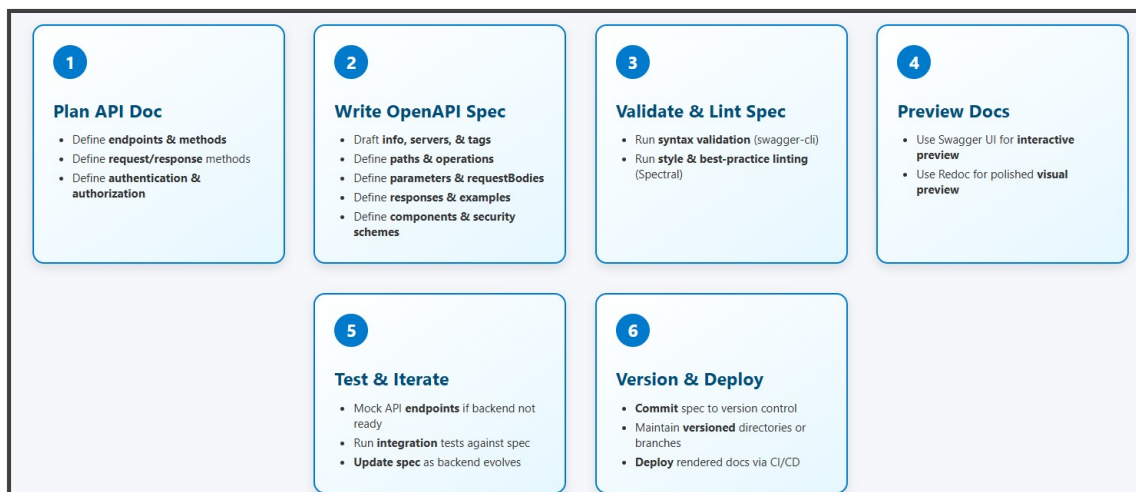 1
Plan API Doc
• Define endpoints & methods
• Define request/response methods
• Define authentication &
authorization
2
Write OpenAPI Spec
• Draft info, servers, & tags
• Define paths & operations
• Define parameters & requestBodies
• Define responses & examples
• Define components & security
schemes
3
Validate & Lint Spec
• Run syntax validation (swagger-cli)
• Run style & best-practice linting
(Spectral)
4
Preview Docs
• Use Swagger UI for interactive
preview
• Use Redoc for polished visual
preview
5
Test & Iterate
• Mock API endpoints if backend not
ready
• Run integration tests against spec
• Update spec as backend evolves
6
Version & Deploy
• Commit spec to version control
• Maintain versioned directories or
branches
• Deploy rendered docs via CI/CD